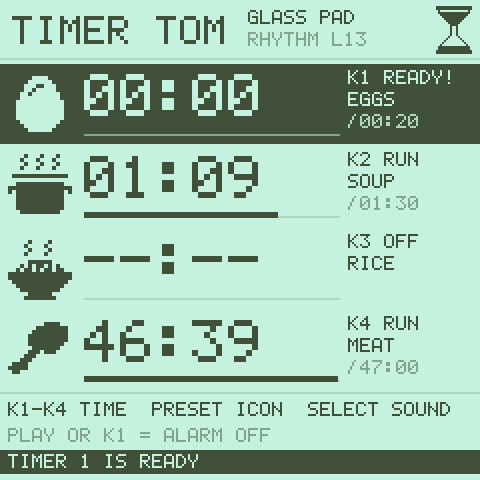 TIMER TOM
GLASS PAD
RHYTHM L13
00:00
K1 READY!
EGGS
/00:20
01:09
K2 RUN
SOUP
/01:30
--:--
K3 OFF
RICE
46:39
K4 RUN
MEAT
/47:00
K1-K4 TIME PRESET ICON SELECT SOUND
PLAY OR K1 = ALARM OFF
TIMER 1 IS READY